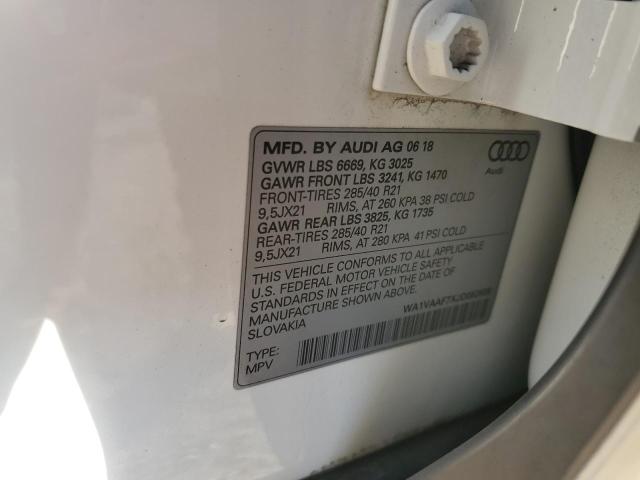 MFD. BY AUDI AG 06 18
GVWR LBS 6669, KG 3025
GAWR FRONT LBS 3241, KG 1470
FRONT-TIRES 285/40 R21
9,5JX21 RIMS, AT 260 KPA 38 PSI COLD
GAWR REAR LBS 3825, KG 1735
REAR-TIRES 285/40 R21
9,5JX21 RIMS, AT 280 KPA 41 PSI COLD
THIS VEHICLE CONFORMS TO ALL APPLICABLE
U.S. FEDERAL MOTOR VEHICLE SAFETY
STANDARDS IN EFFECT ON THE DATE OF
MANUFACTURE SHOWN ABOVE.
SLOVAKIA
TYPE:
MPV
Audi